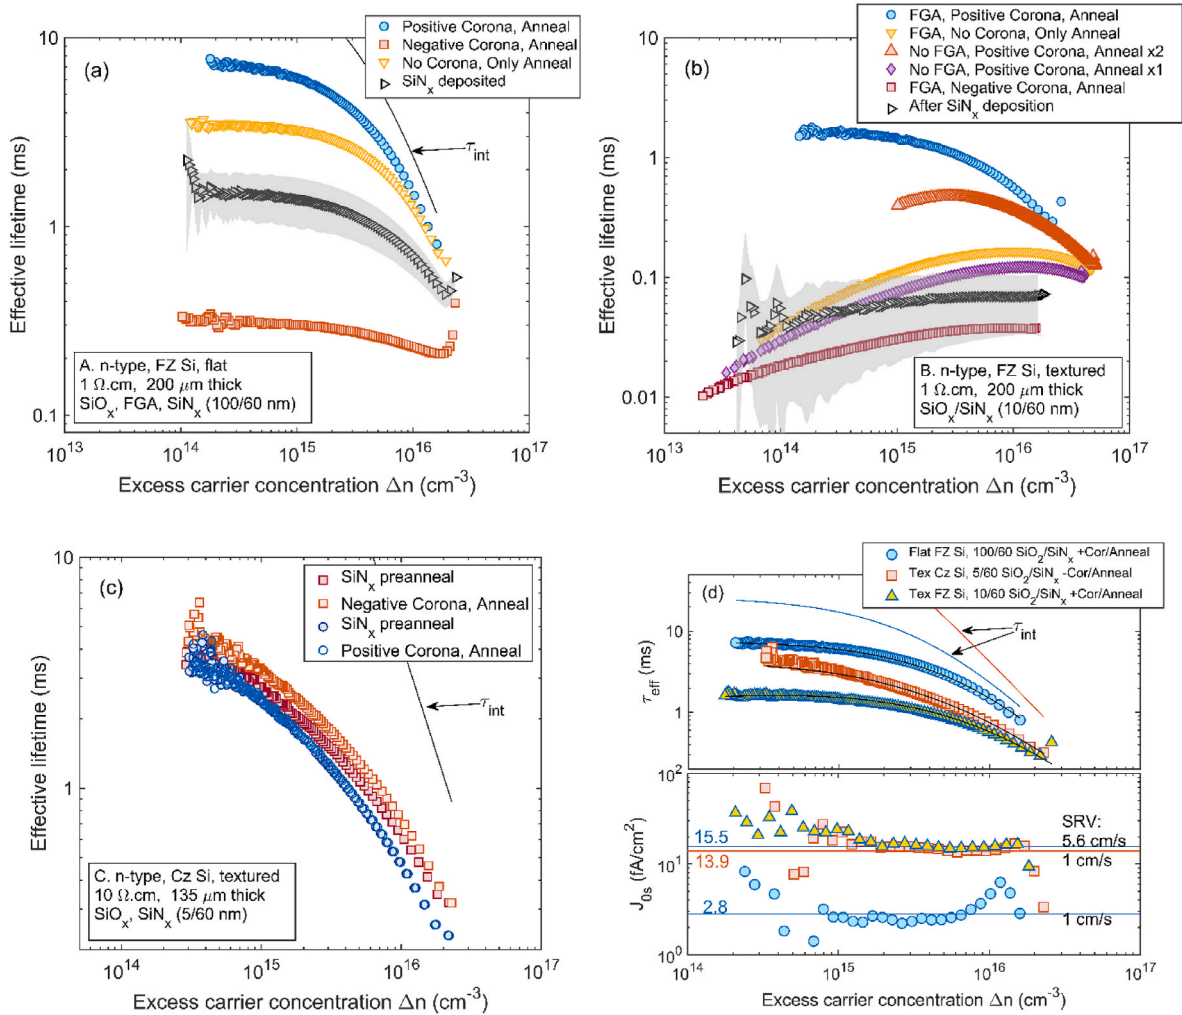 (a)
Positive Corona, Anneal
Negative Corona, Anneal
No Corona, Only Anneal
SiNx deposited
τint
A. n-type, FZ Si, flat
1 Ω.cm, 200 μm thick
SiOx, FGA, SiNx (100/60 nm)
Effective lifetime (ms)
10
1
0.1
10^13
10^14
10^15
10^16
10^17
Excess carrier concentration Δn (cm^-3)
(b)
FGA, Positive Corona, Anneal
FGA, No Corona, Only Anneal
No FGA, Positive Corona, Anneal x2
No FGA, Positive Corona, Anneal x1
FGA, Negative Corona, Anneal
After SiNx deposition
B. n-type, FZ Si, textured
1 Ω.cm, 200 μm thick
SiOx/SiNx (10/60 nm)
Effective lifetime (ms)
10
1
0.1
0.01
10^13
10^14
10^15
10^16
10^17
Excess carrier concentration Δn (cm^-3)
(c)
SiNx preanneal
Negative Corona, Anneal
SiNx preanneal
Positive Corona, Anneal
τint
C. n-type, Cz Si, textured
10 Ω.cm, 135 μm thick
SiOx, SiNx (5/60 nm)
Effective lifetime (ms)
10
1
10^14
10^15
10^16
10^17
Excess carrier concentration Δn (cm^-3)
Flat FZ Si, 100/60 SiO2/SiNx +Cor/Anneal
Tex Cz Si, 5/60 SiO2/SiNx -Cor/Anneal
Tex FZ Si, 10/60 SiO2/SiNx +Cor/Anneal
(d)
τint
τeff (ms)
10
1
10^2
10^1
10^0
J0s (fA/cm^2)
15.5
13.9
2.8
SRV:
5.6 cm/s
1 cm/s
1 cm/s
10^14
10^15
10^16
10^17
Excess carrier concentration Δn (cm^-3)